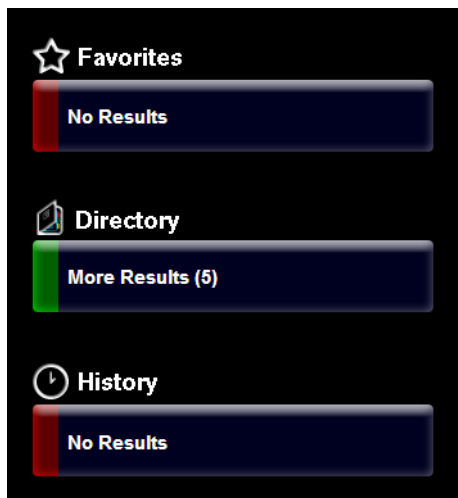 Favorites
No Results
Directory
More Results (5)
History
No Results